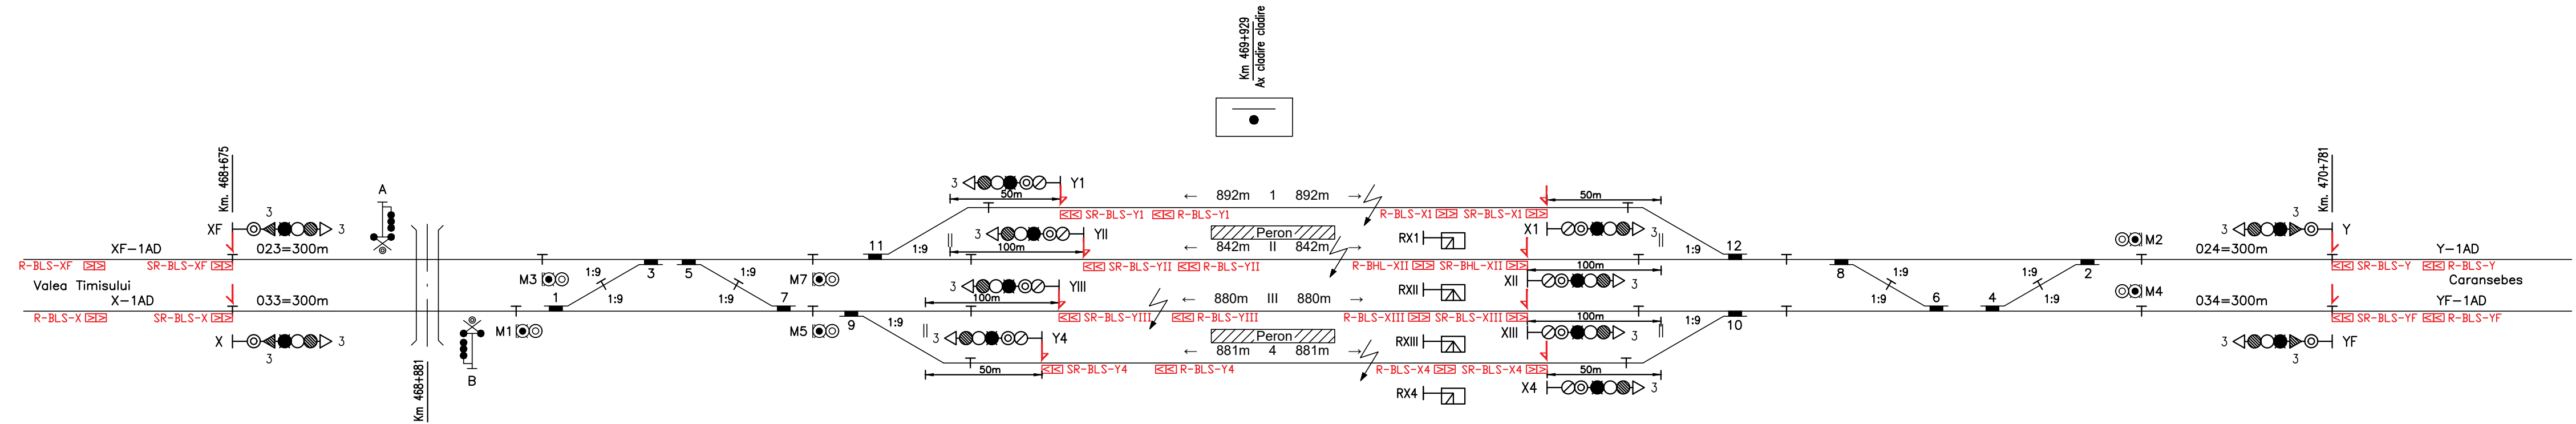 Km 469+929
Ax cladire cladire
Km. 468+675
Km. 470+781
A
3 Y1
50m
← 892m 1 892m →
50m
SR-BLS-Y1 R-BLS-Y1
R-BLS-X1 SR-BLS-X1
3
XF 3
3 YII
Peron
RX1
X1 3
M2
3
3 Y
XF-1AD
023=300m
11
1:9
100m
← 842m II 842m →
1:9
12
024=300m
Y-1AD
R-BLS-XF SR-BLS-XF
SR-BLS-YII R-BLS-YII
R-BHL-XII SR-BHL-XII
100m
R-BLS-Y R-BLS-Y
Valea Timisului
M3
1:9
3
5
1:9
M7
3 YIII
RXII
XII 3
8
1:9
1:9
2
M4
Caransebes
X-1AD
033=300m
1
1:9
1:9
7
100m
← 880m III 880m →
1:9
6
4
1:9
034=300m
YF-1AD
R-BLS-X SR-BLS-X
SR-BLS-YIII R-BLS-YIII
R-BLS-XIII SR-BLS-XIII
100m
SR-BLS-YF R-BLS-YF
M1
M5
9
1:9
3 Y4
Peron
RXIII
XIII 3
1:9
10
X 3
3
3 YF
3
← 881m 4 881m →
50m
SR-BLS-Y4 R-BLS-Y4
R-BLS-X4 SR-BLS-X4
50m
B
Km 468+881
RX4
X4 3